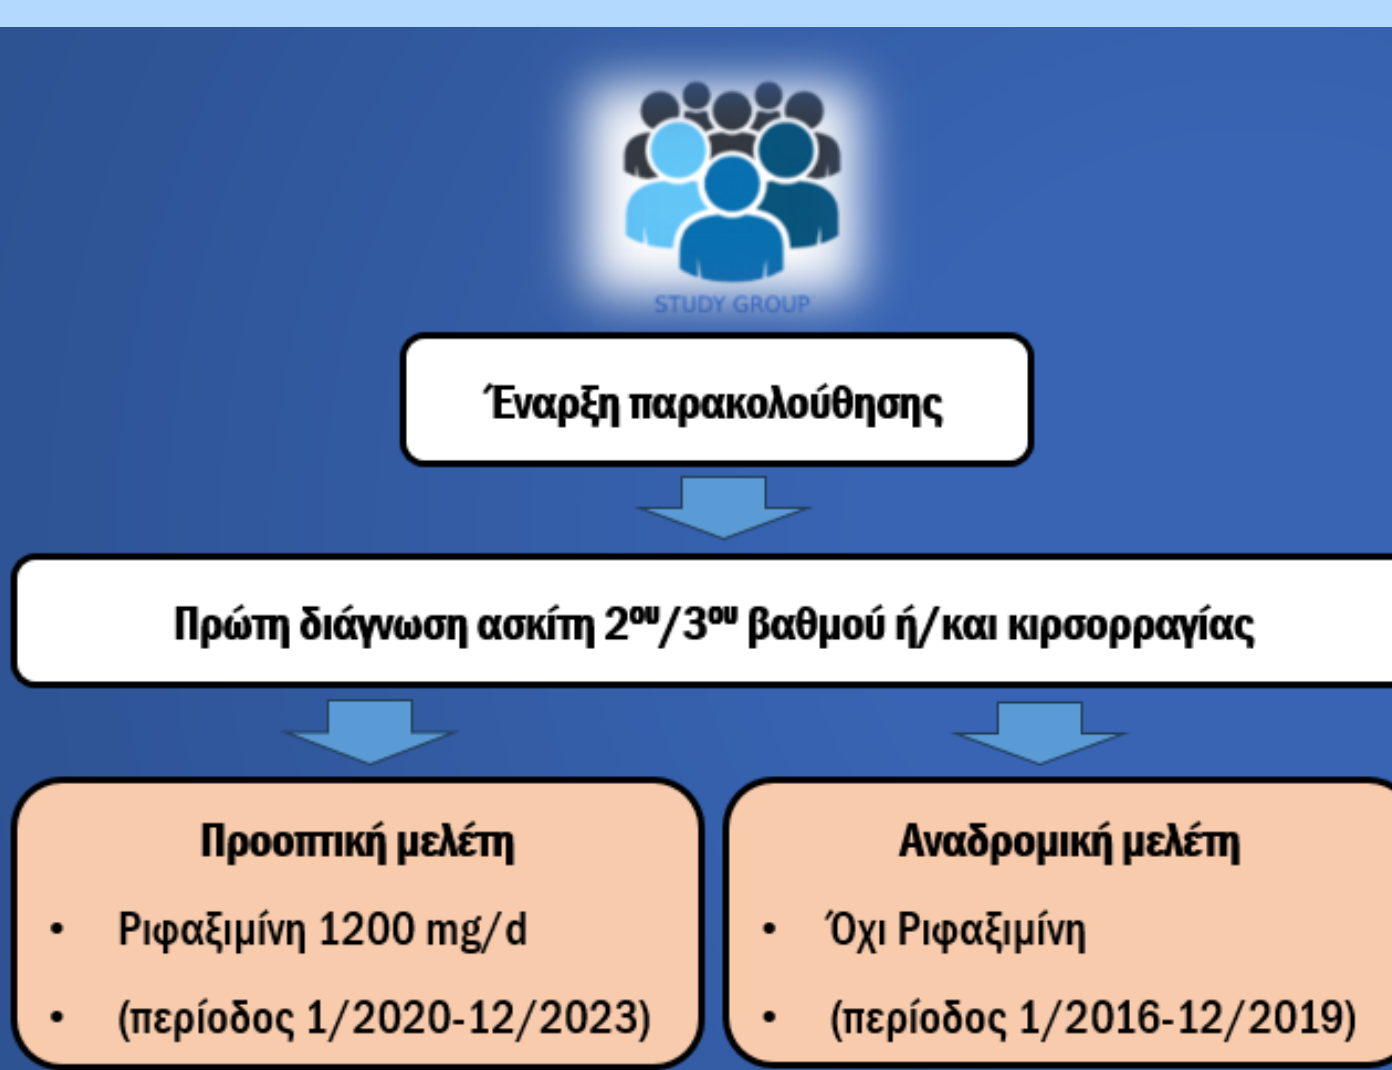 STUDY GROUP
Έναρξη παρακολούθησης
Πρώτη διάγνωση ασκίτη 2ου/3ου βαθμού ή/και κιρσορραγίας
Προοπτική μελέτη
• Ριφαξιμίνη 1200 mg/d
• (περίοδος 1/2020-12/2023)
Αναδρομική μελέτη
• Όχι Ριφαξιμίνη
• (περίοδος 1/2016-12/2019)